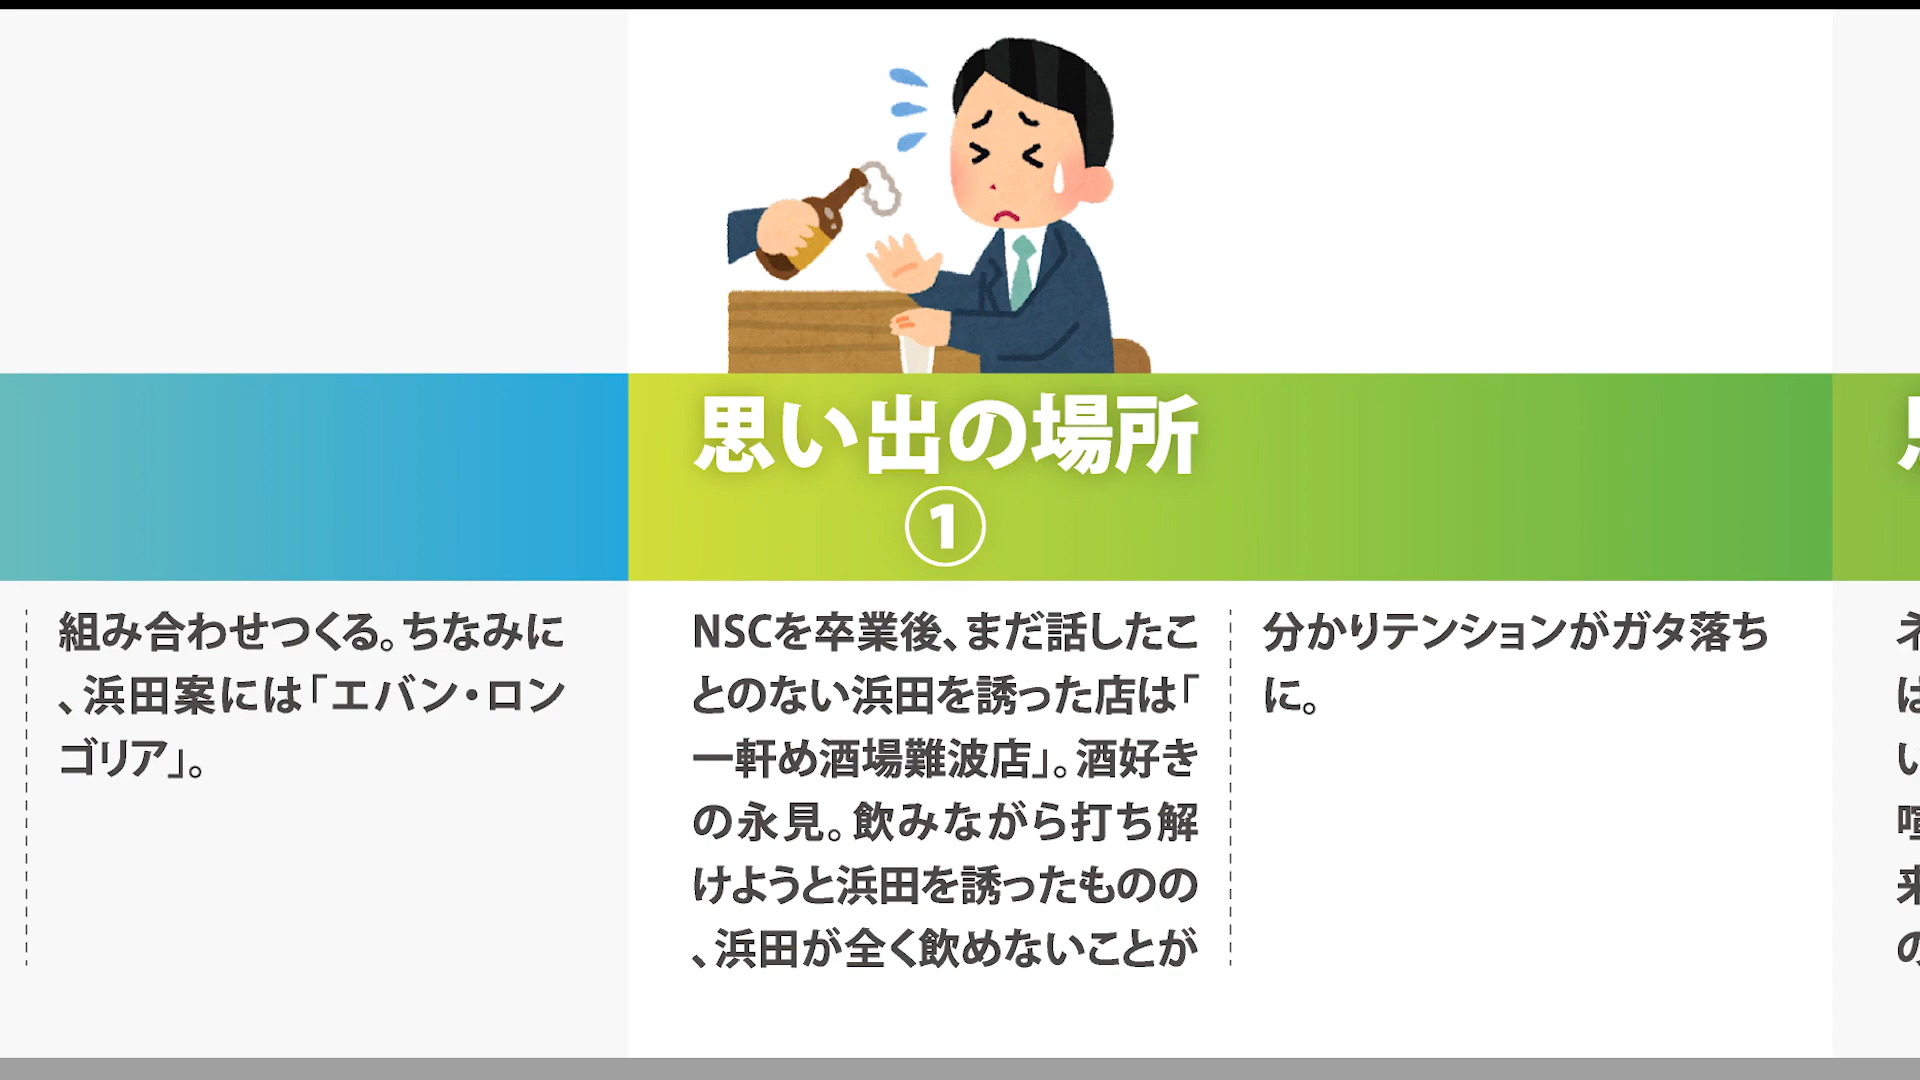 組み合わせつくる。ちなみに
、浜田案には「エバン・ロン
ゴリア」。
思い出の場所
①
NSCを卒業後、まだ話したこ
とのない浜田を誘った店は「
一軒め酒場難波店」。酒好き
の永見。飲みながら打ち解
けようと浜田を誘ったものの
、浜田が全く飲めないことが
分かりテンションがガタ落ち
に。